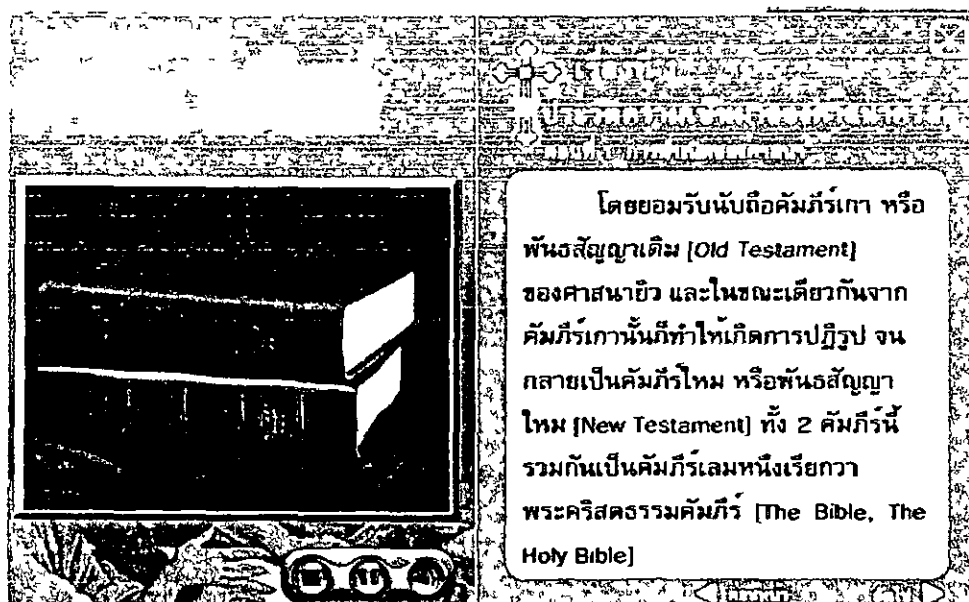 โดยยอมรับนับถือคัมภีร์เกา หรือ
พันธสัญญาเดิม [Old Testament]
ของศาสนายิว และในขณะเดียวกันจาก
คัมภีร์เกานั้นก็ทำให้เกิดการปฏิรูป จน
กลายเป็นคัมภีร์ใหม หรือพันธสัญญา
ใหม [New Testament] ทั้ง 2 คัมภีร์นี้
รวมกันเป็นคัมภีร์เลมหนึ่งเรียกวา
พระคริสตธรรมคัมภีร์ [The Bible, The
Holy Bible]